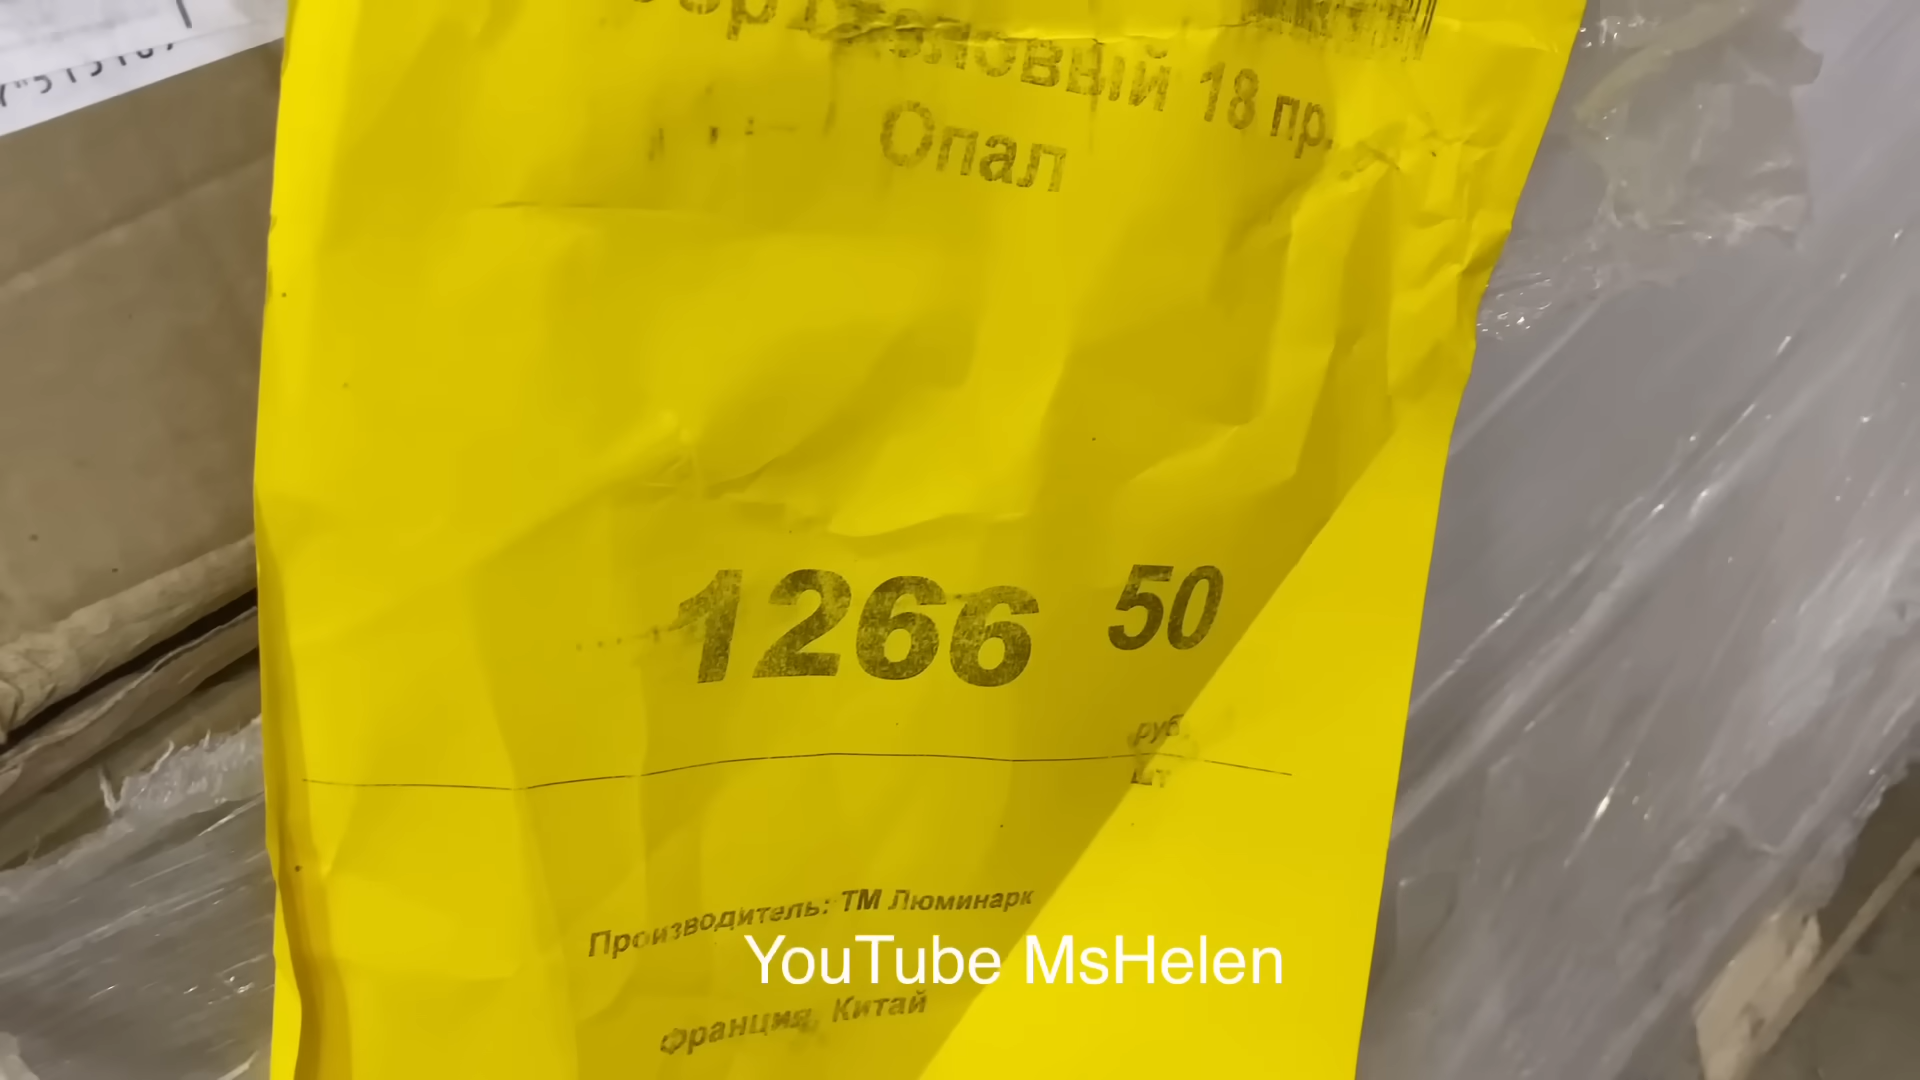 18 пр.
Опал
1266 50
руб.
шт
Производитель: ТМ Люминарк
YouTube MsHelen
Франция, Китай